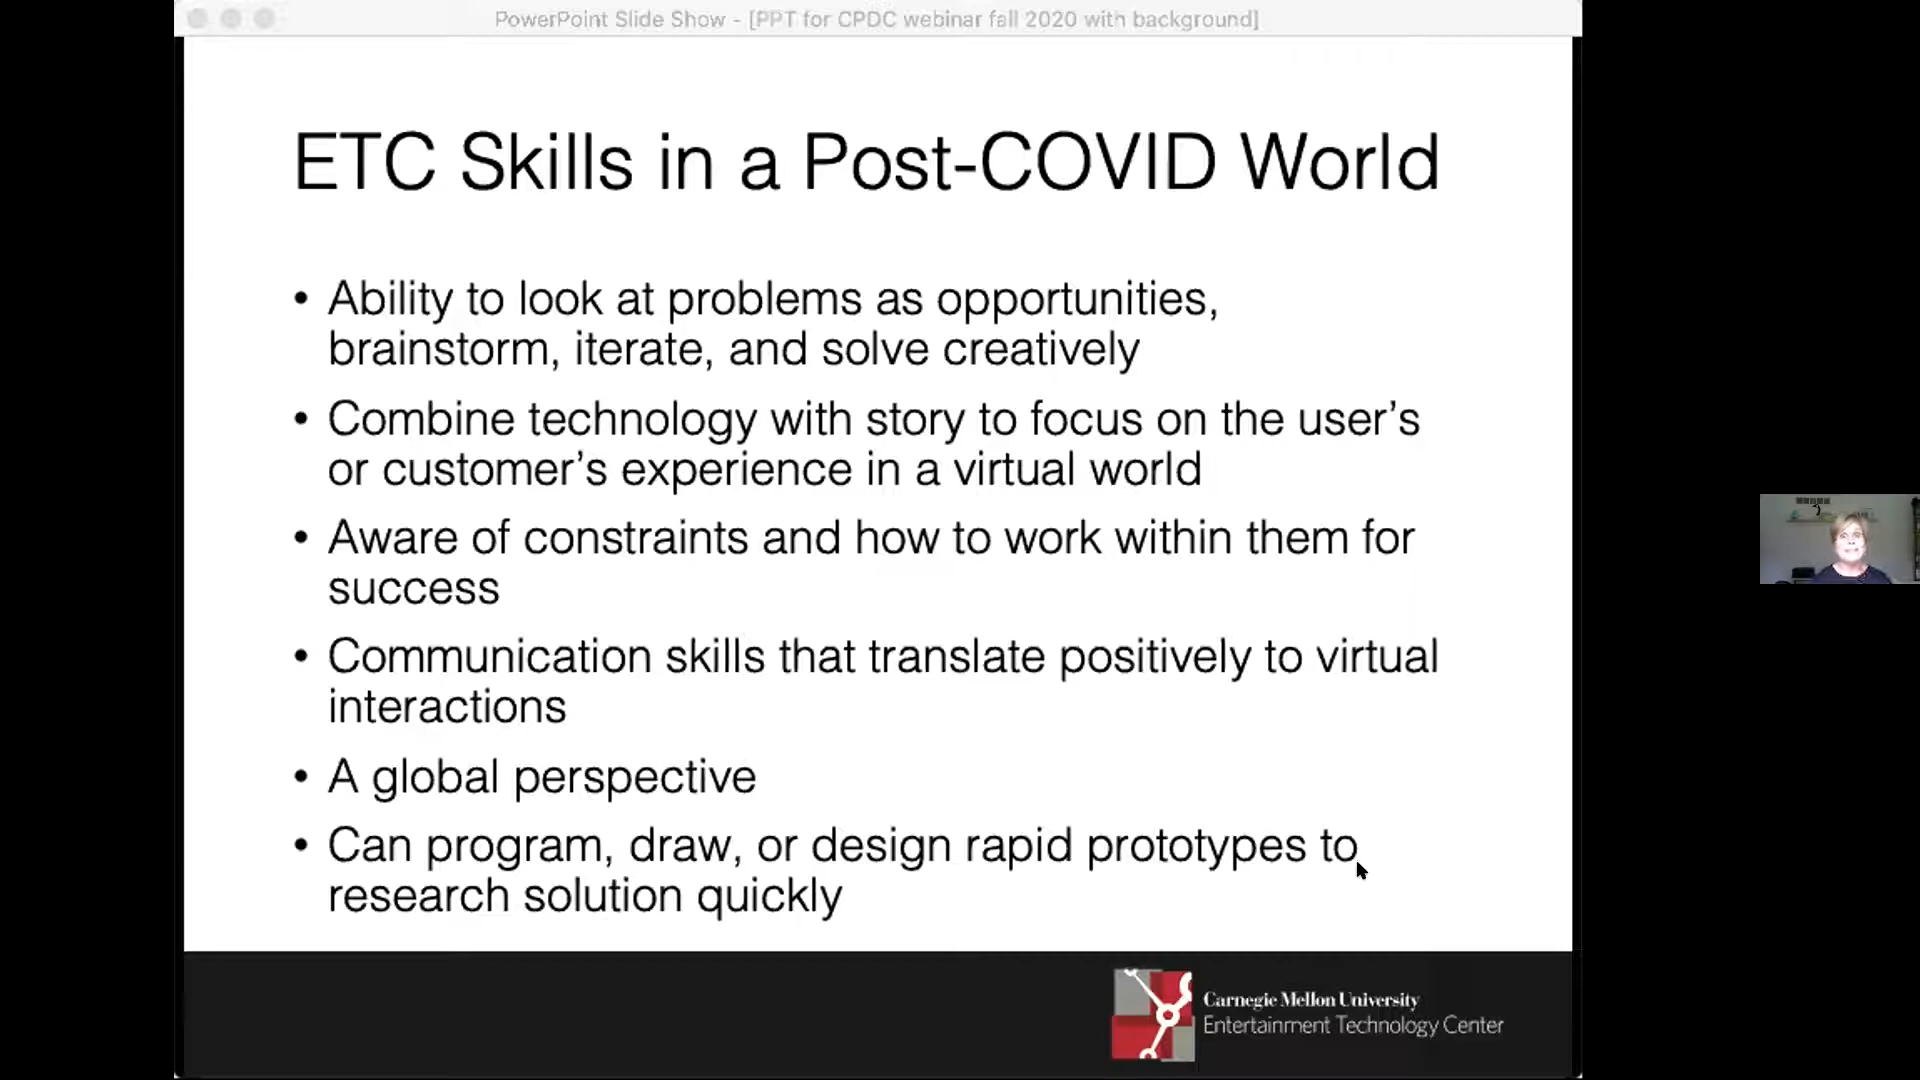 PowerPoint Slide Show - [PPT for CPDC webinar fall 2020 with background]
ETC Skills in a Post-COVID World
• Ability to look at problems as opportunities,
brainstorm, iterate, and solve creatively
• Combine technology with story to focus on the user’s
or customer’s experience in a virtual world
• Aware of constraints and how to work within them for
success
• Communication skills that translate positively to virtual
interactions
• A global perspective
• Can program, draw, or design rapid prototypes to
research solution quickly
Carnegie Mellon University
Entertainment Technology Center